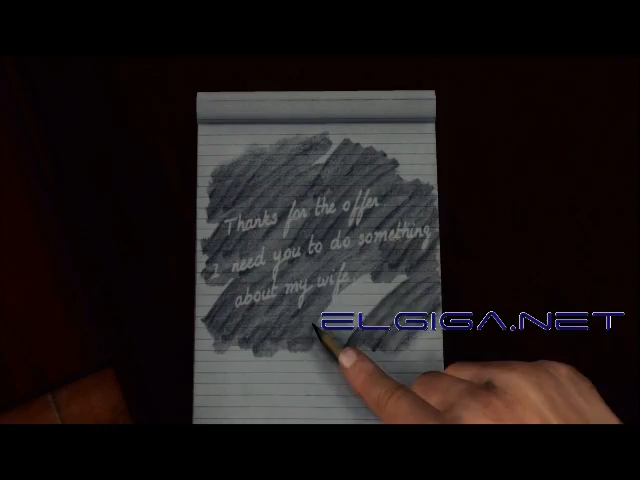 Thanks for the offer
I need you to do something
about my wife
ELGIGA.NET